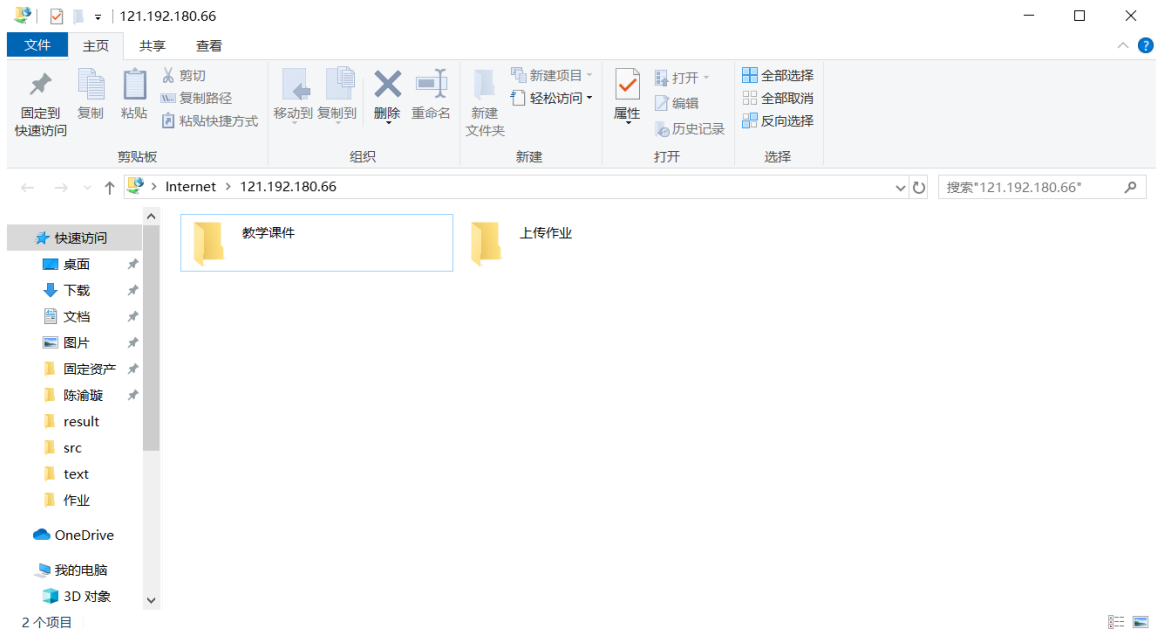 121.192.180.66
文件 主页 共享 查看
固定到
快速访问
复制
粘贴
剪切
复制路径
粘贴快捷方式
剪贴板
移动到
复制到
删除
重命名
组织
新建
文件夹
新建项目
轻松访问
新建
属性
打开
编辑
历史记录
打开
全部选择
全部取消
反向选择
选择
Internet › 121.192.180.66
搜索"121.192.180.66"
快速访问
桌面
下载
文档
图片
固定资产
陈渝璇
result
src
text
作业
OneDrive
我的电脑
3D 对象
教学课件
上传作业
2 个项目